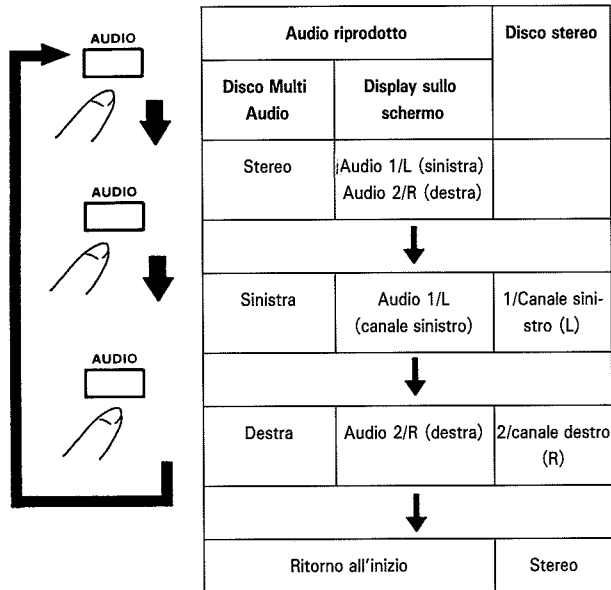 AUDIO
AUDIO
AUDIO
Audio riprodotto
Disco stereo
Disco Multi
Audio
Display sullo
schermo
Stereo
Audio 1/L (sinistra)
Audio 2/R (destra)
Sinistra
Audio 1/L
(canale sinistro)
1/Canale sini-
stro (L)
Destra
Audio 2/R (destra)
2/canale destro
(R)
Ritorno all'inizio
Stereo